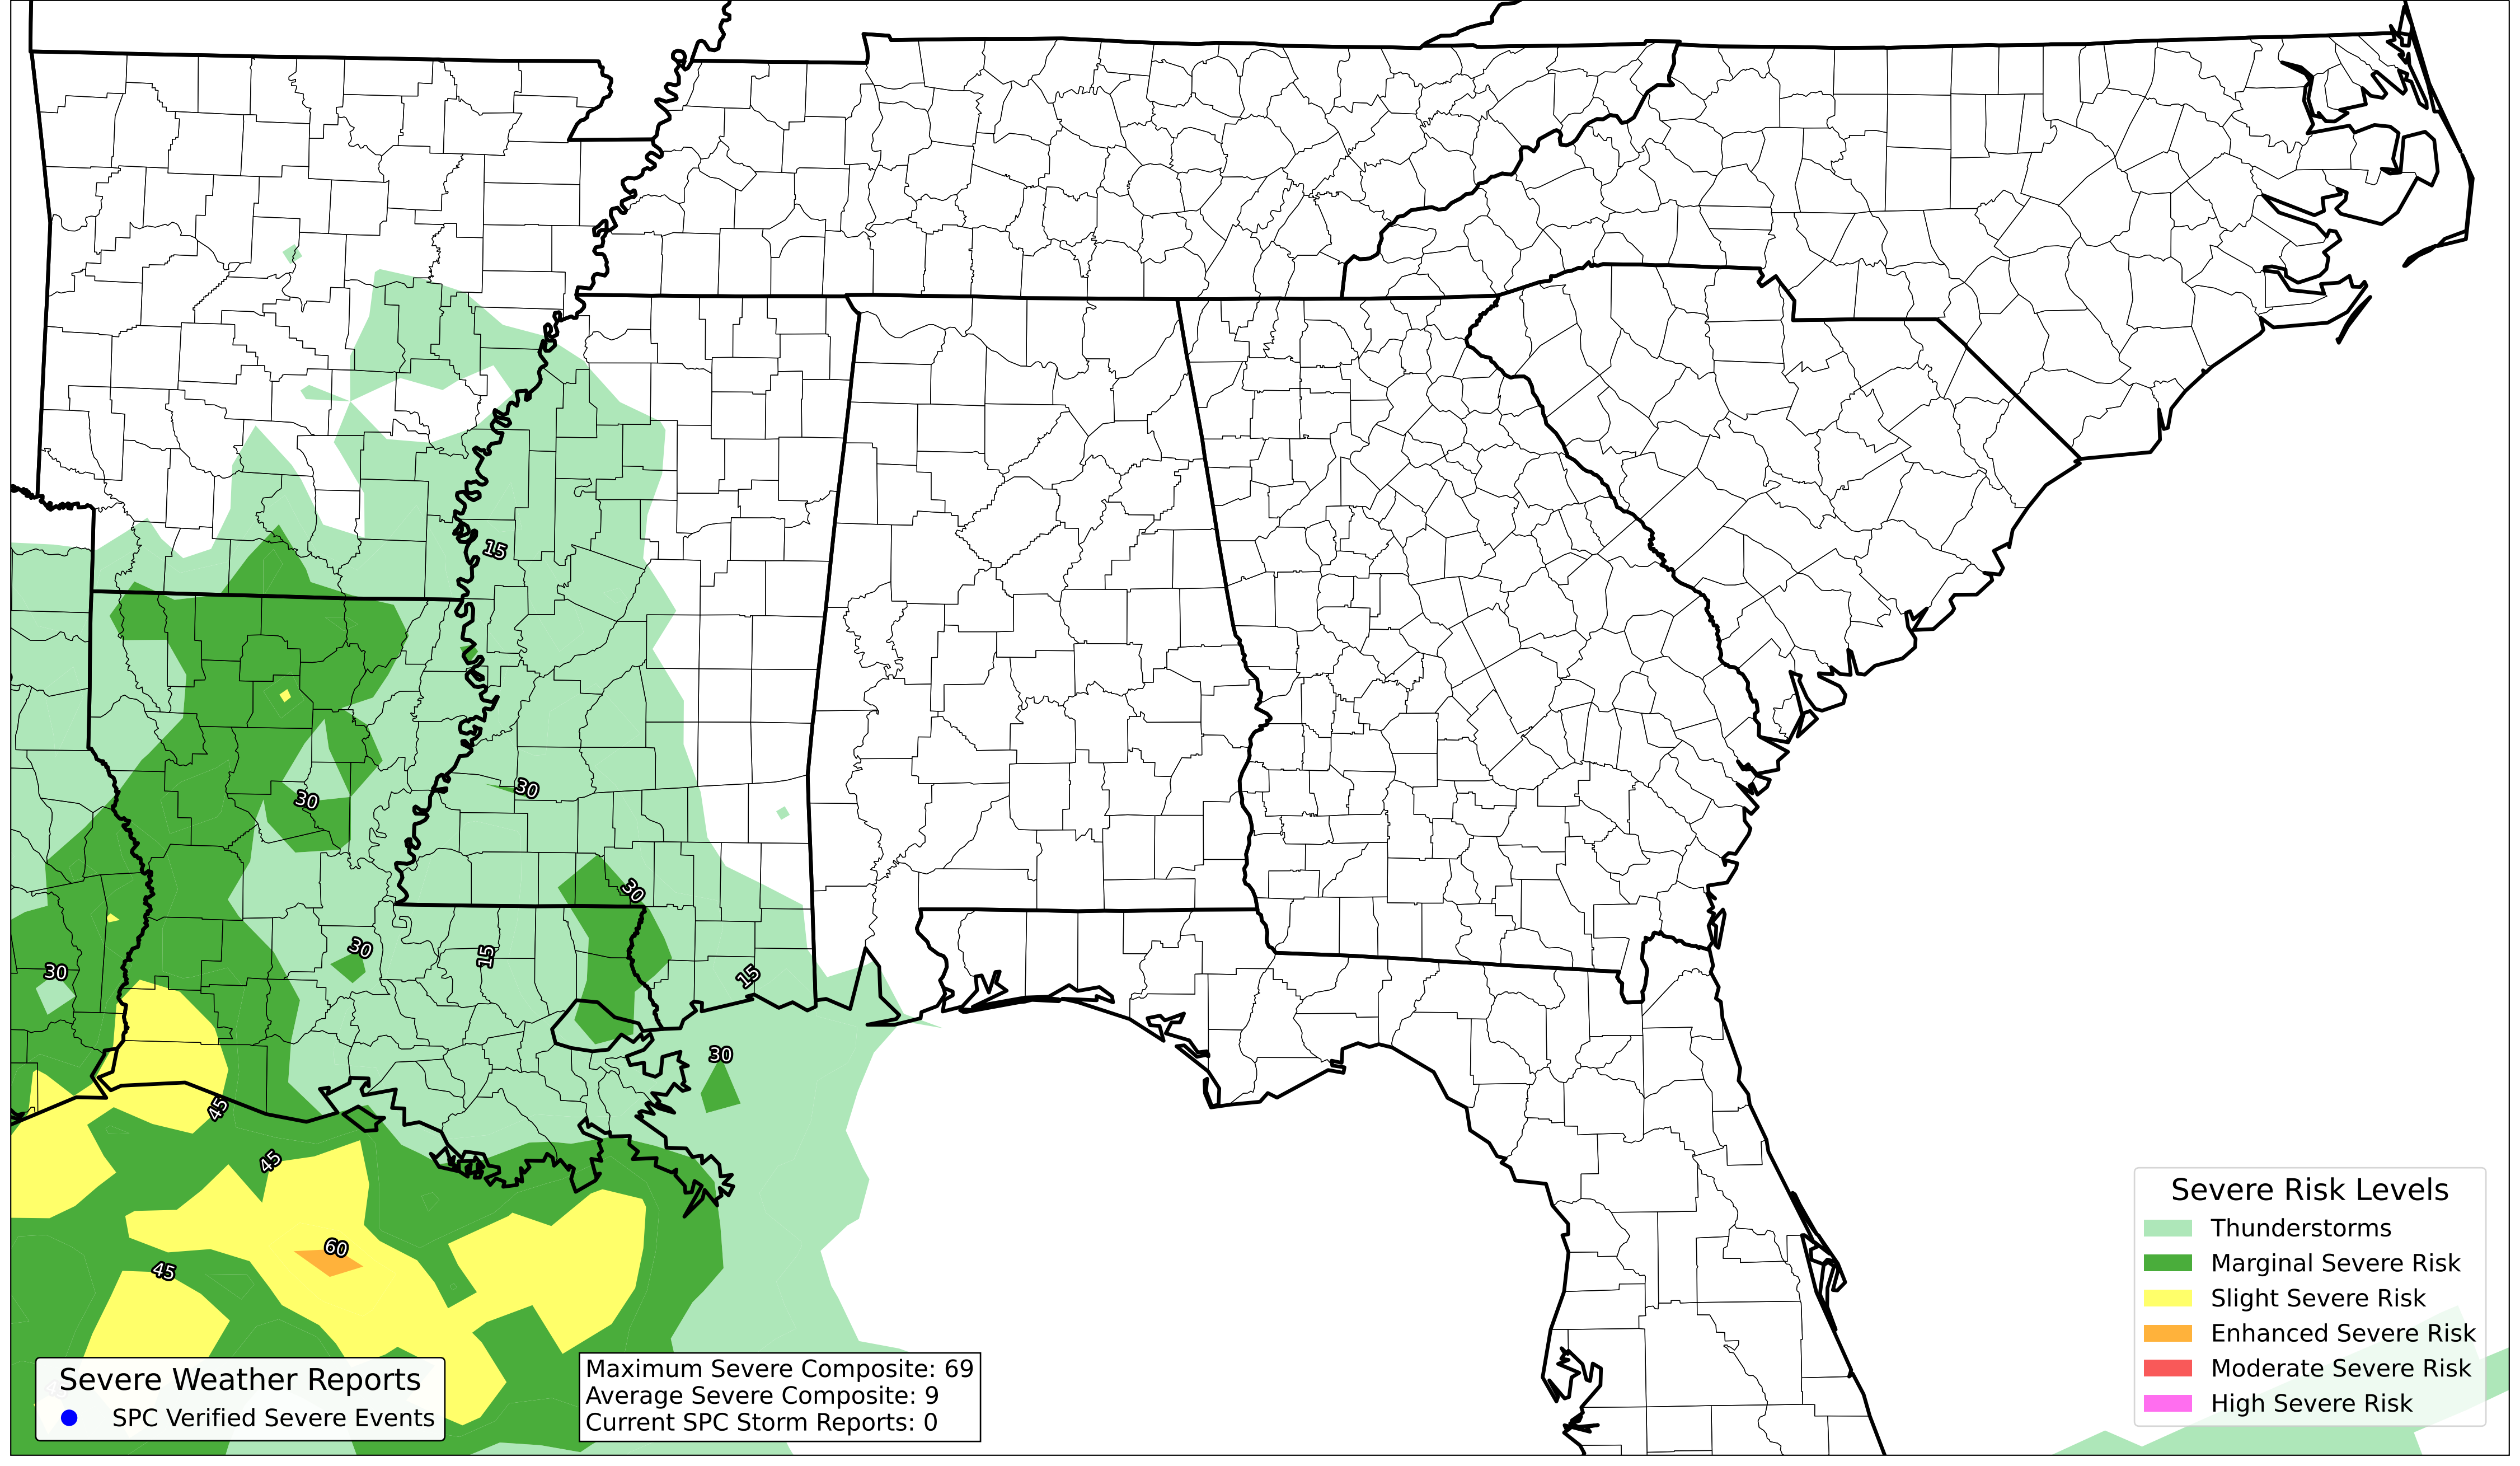 15
30
30
30
30
30
15
15
30
45
45
60
45
Severe Risk Levels
Thunderstorms
Marginal Severe Risk
Slight Severe Risk
Enhanced Severe Risk
Moderate Severe Risk
High Severe Risk
Severe Weather Reports
SPC Verified Severe Events
Maximum Severe Composite: 69
Average Severe Composite: 9
Current SPC Storm Reports: 0